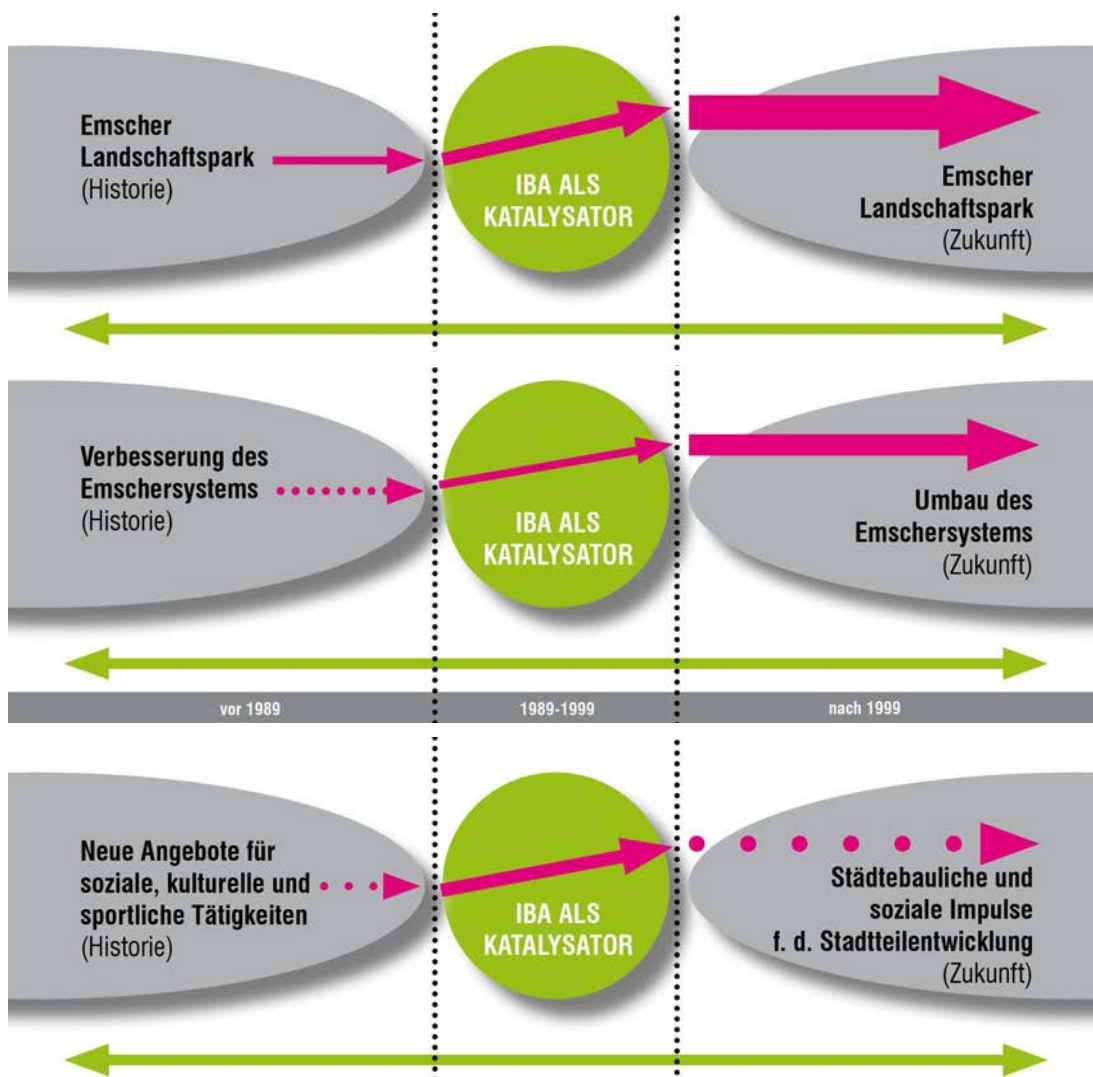 Emscher
Landschaftspark
(Historie)
IBA ALS
KATALYSATOR
Emscher
Landschaftspark
(Zukunft)
Verbesserung des
Emschersystems
(Historie)
IBA ALS
KATALYSATOR
Umbau des
Emschersystems
(Zukunft)
vor 1989
1989-1999
nach 1999
Neue Angebote für
soziale, kulturelle und
sportliche Tätigkeiten
(Historie)
IBA ALS
KATALYSATOR
Städtebauliche und
soziale Impulse
f. d. Stadtteilentwicklung
(Zukunft)